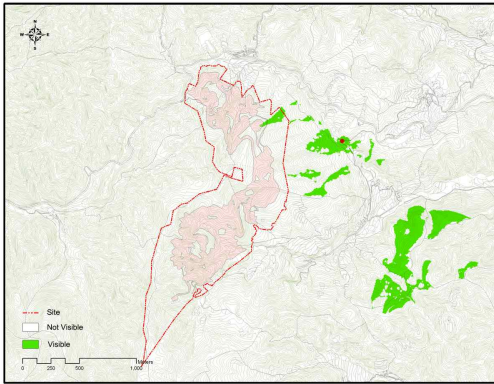 N
W E
S
Site
Not Visible
Visible
Meters
0 250 500 1,000